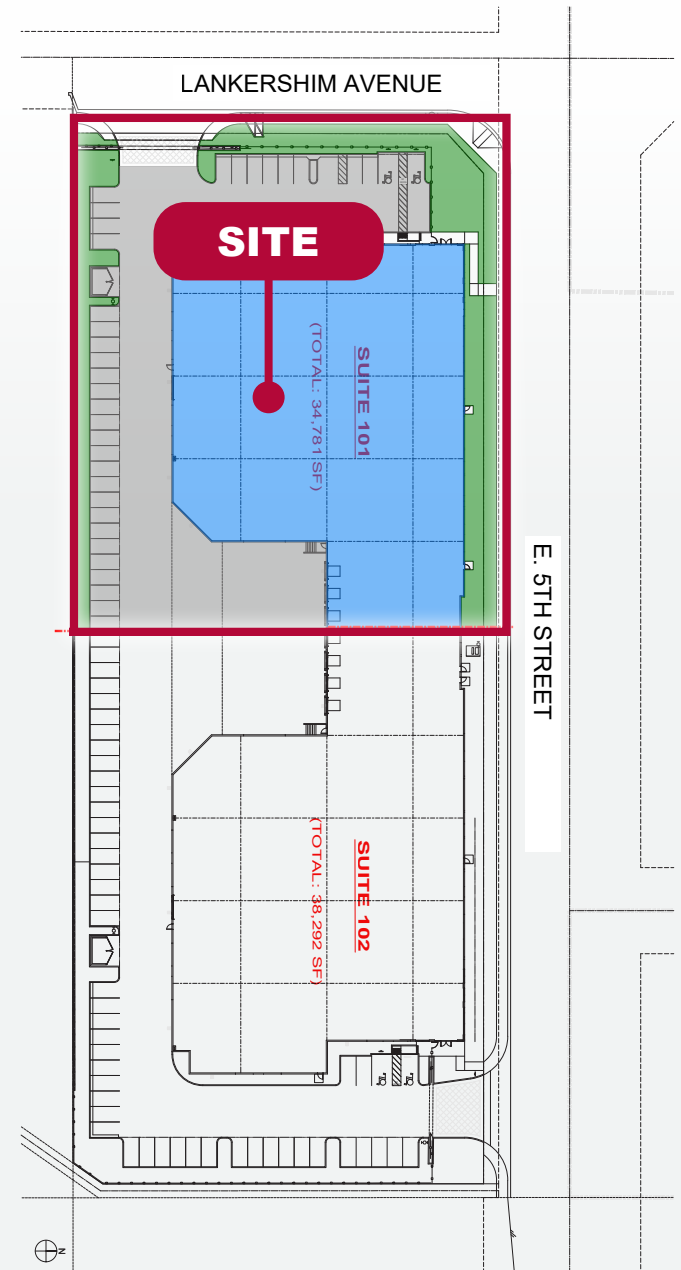 LANKERSHIM AVENUE
SITE
SUITE 101
(TOTAL: 34,781 SF)
E. 5TH STREET
SUITE 102
(TOTAL: 38,292 SF)
N